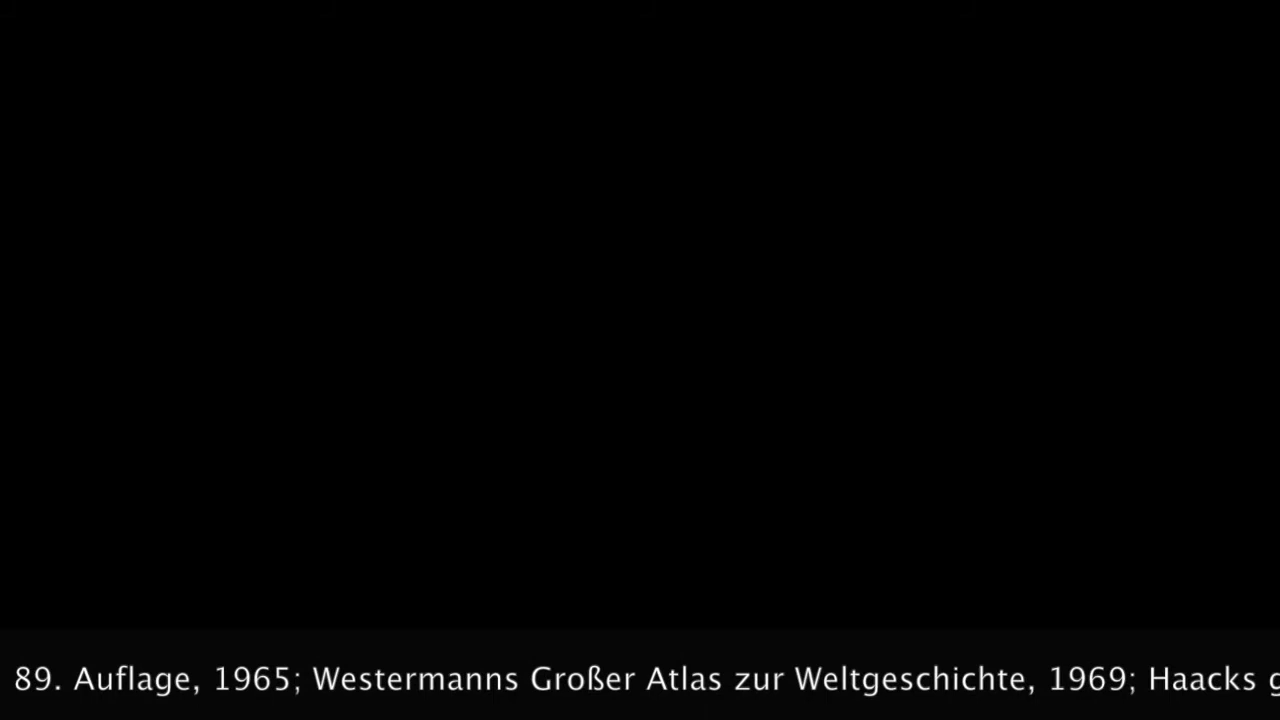 89. Auflage, 1965; Westermanns Großer Atlas zur Weltgeschichte, 1969; Haacks